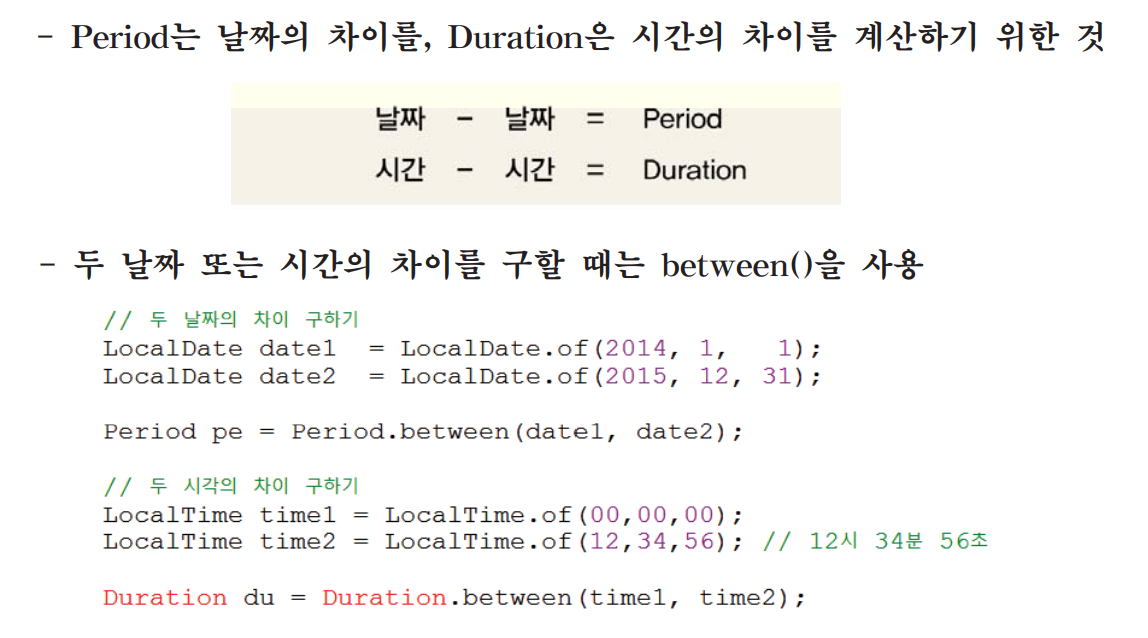 - Period는 날짜의 차이를, Duration은 시간의 차이를 계산하기 위한 것
날짜 - 날짜 = Period
시간 - 시간 = Duration
- 두 날짜 또는 시간의 차이를 구할 때는 between()을 사용
// 두 날짜의 차이 구하기
LocalDate date1  = LocalDate.of(2014, 1,   1);
LocalDate date2  = LocalDate.of(2015, 12, 31);
Period pe = Period.between(date1, date2);
// 두 시각의 차이 구하기
LocalTime time1 = LocalTime.of(00,00,00);
LocalTime time2 = LocalTime.of(12,34,56); // 12시 34분 56초
Duration du = Duration.between(time1, time2);